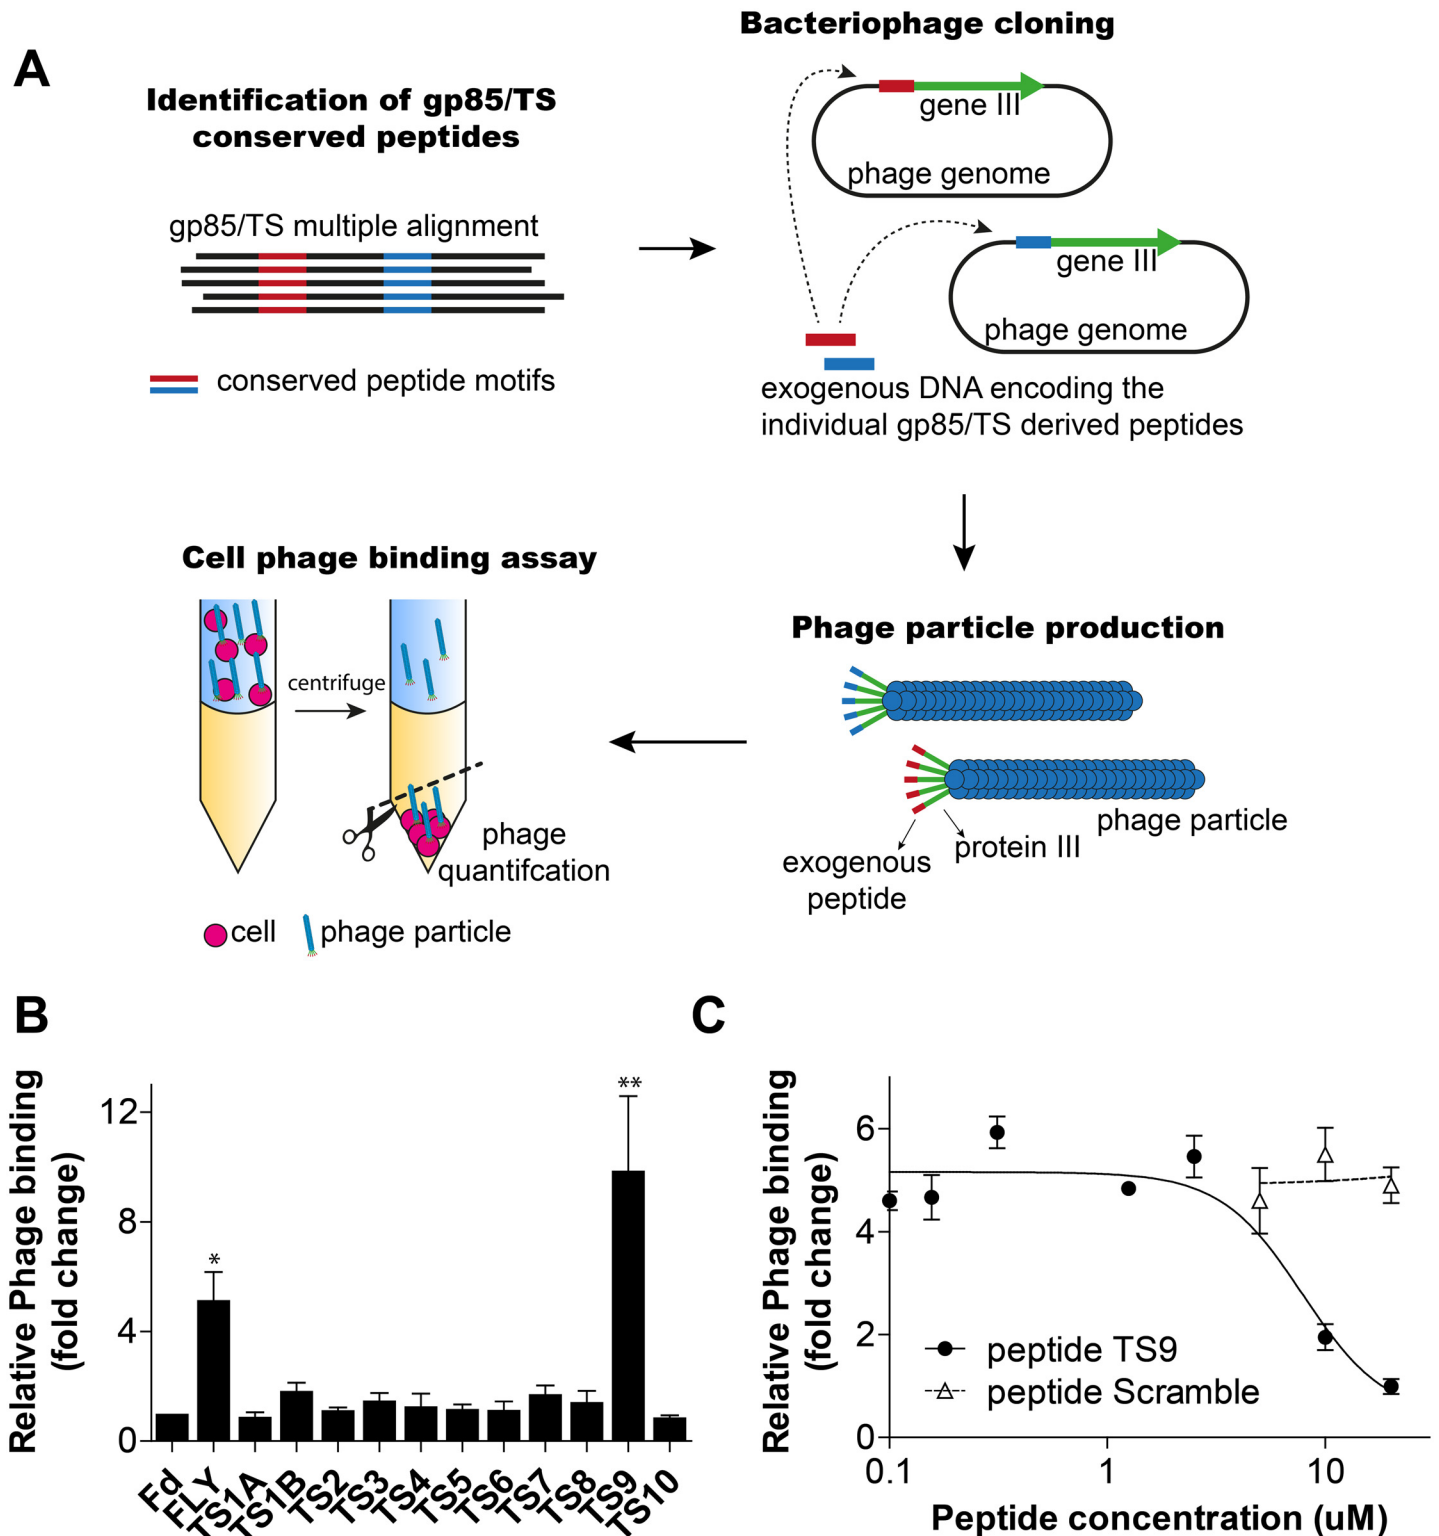 A
Identification of gp85/TS
conserved peptides
gp85/TS multiple alignment
conserved peptide motifs
Bacteriophage cloning
gene III
phage genome
gene III
phage genome
exogenous DNA encoding the
individual gp85/TS derived peptides
Cell phage binding assay
centrifuge
phage
quantifcation
cell
phage particle
Phage particle production
phage particle
protein III
exogenous
peptide
B
Relative Phage binding
(fold change)
12
8
4
0
*
**
Fd
FLY
TS1A
TS1B
TS2
TS3
TS4
TS5
TS6
TS7
TS8
TS9
TS10
C
Relative Phage binding
(fold change)
6
4
2
0
peptide TS9
peptide Scramble
0.1
1
10
Peptide concentration (uM)